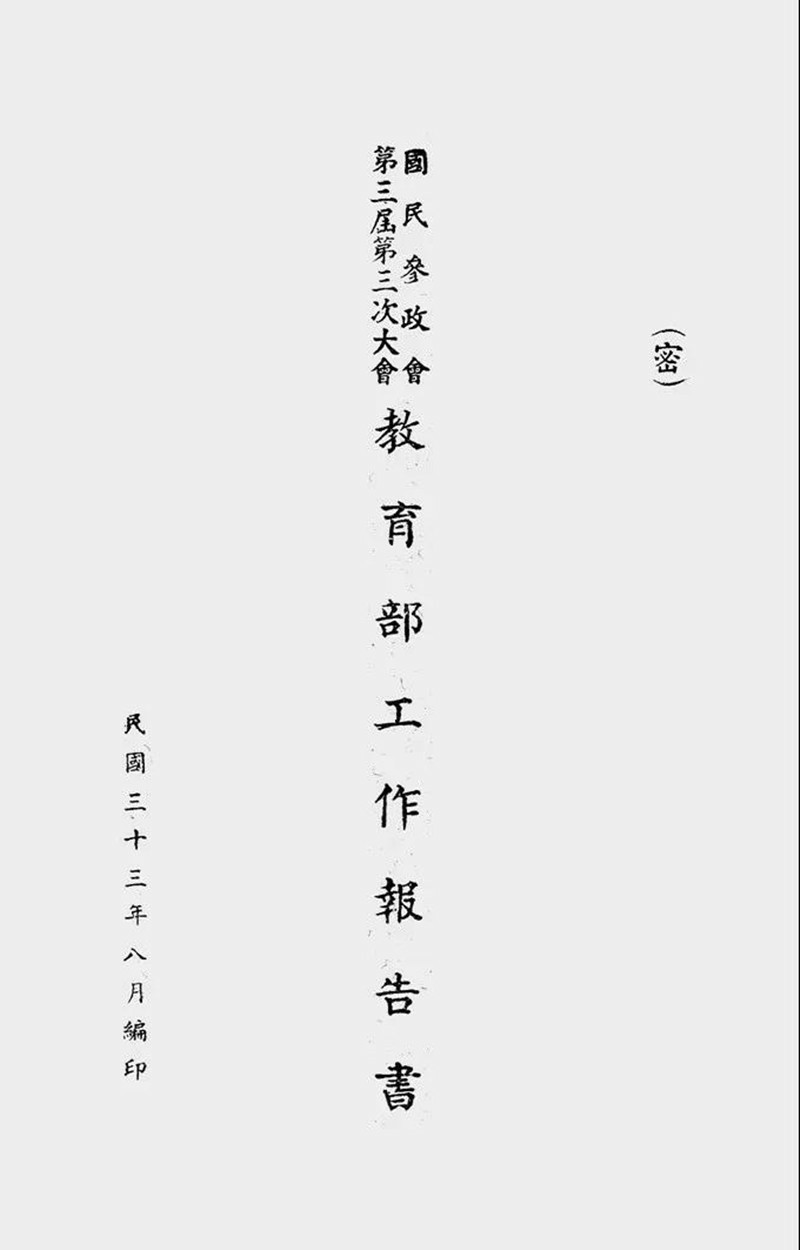 （密）
國民參政會
第三屆第三次大會
教育部工作報告書
民國三十三年八月編印